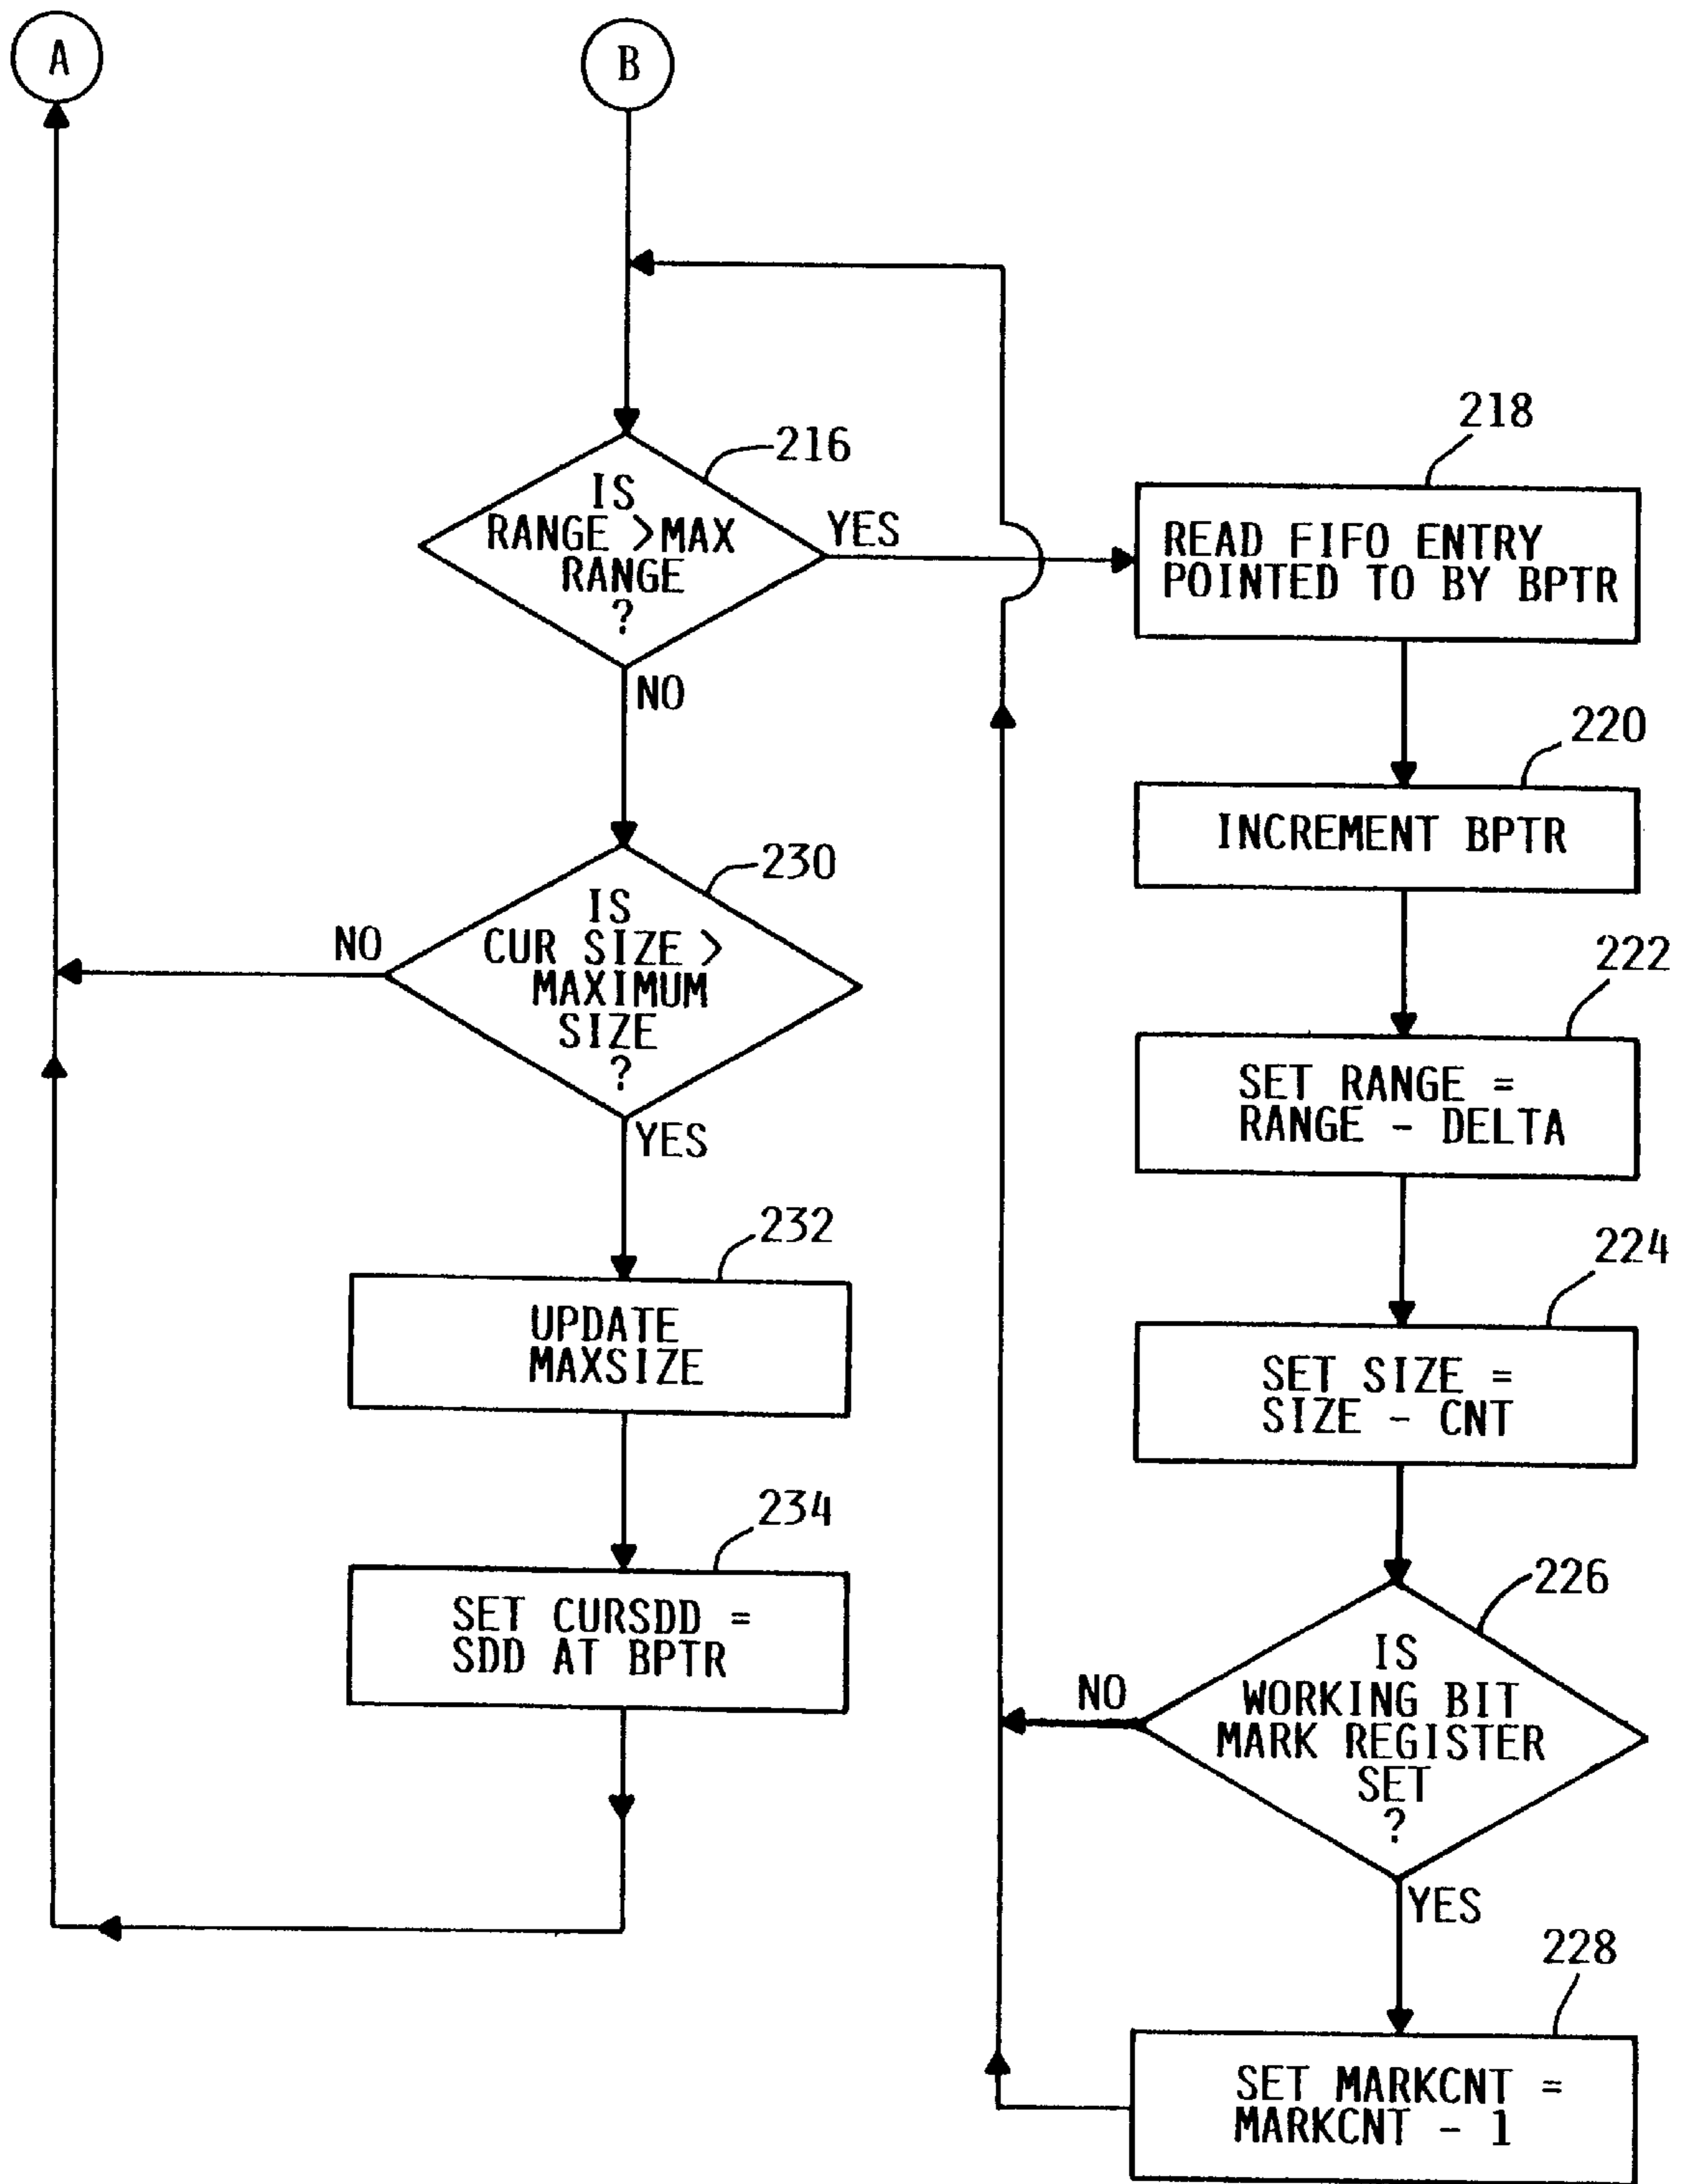 A
B
216
IS
RANGE >MAX
RANGE
?
YES
NO
218
READ FIFO ENTRY
POINTED TO BY BPTR
220
INCREMENT BPTR
222
SET RANGE =
RANGE - DELTA
224
SET SIZE =
SIZE - CNT
226
IS
WORKING BIT
MARK REGISTER
SET
?
NO
YES
228
SET MARKCNT =
MARKCNT - 1
230
IS
CUR SIZE >
MAXIMUM
SIZE
?
NO
YES
232
UPDATE
MAXSIZE
234
SET CURSDD =
SDD AT BPTR